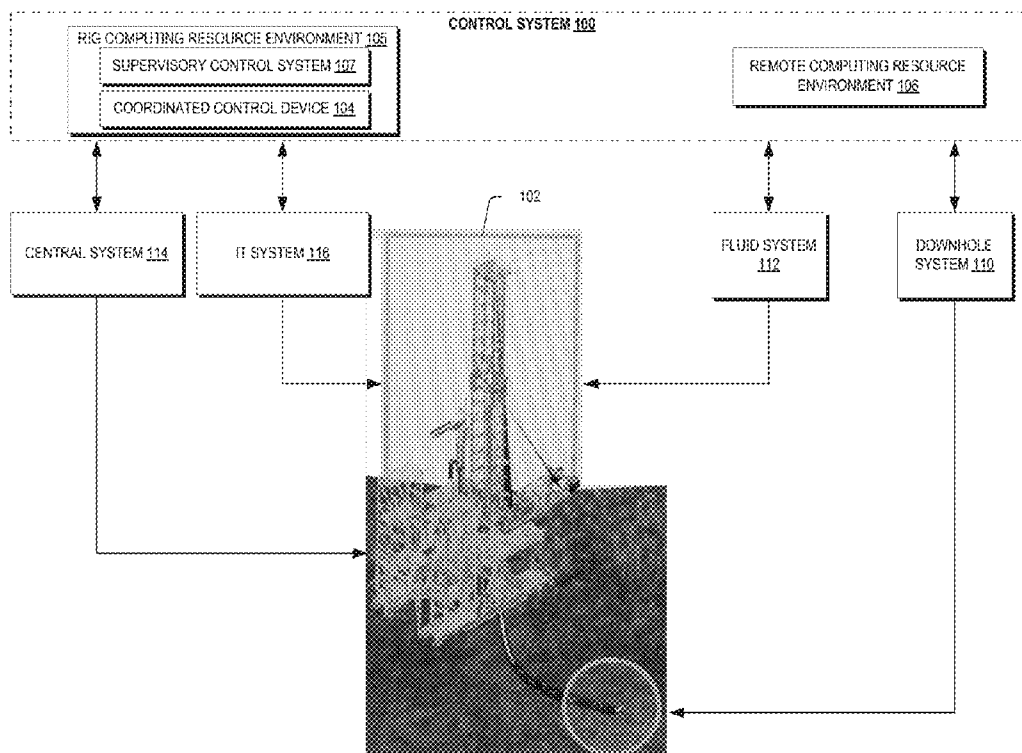 CONTROL SYSTEM 100
RIG COMPUTING RESOURCE ENVIRONMENT 105
SUPERVISORY CONTROL SYSTEM 107
COORDINATED CONTROL DEVICE 104
REMOTE COMPUTING RESOURCE
ENVIRONMENT 106
102
CENTRAL SYSTEM 114
IT SYSTEM 116
FLUID SYSTEM
112
DOWNHOLE
SYSTEM 110